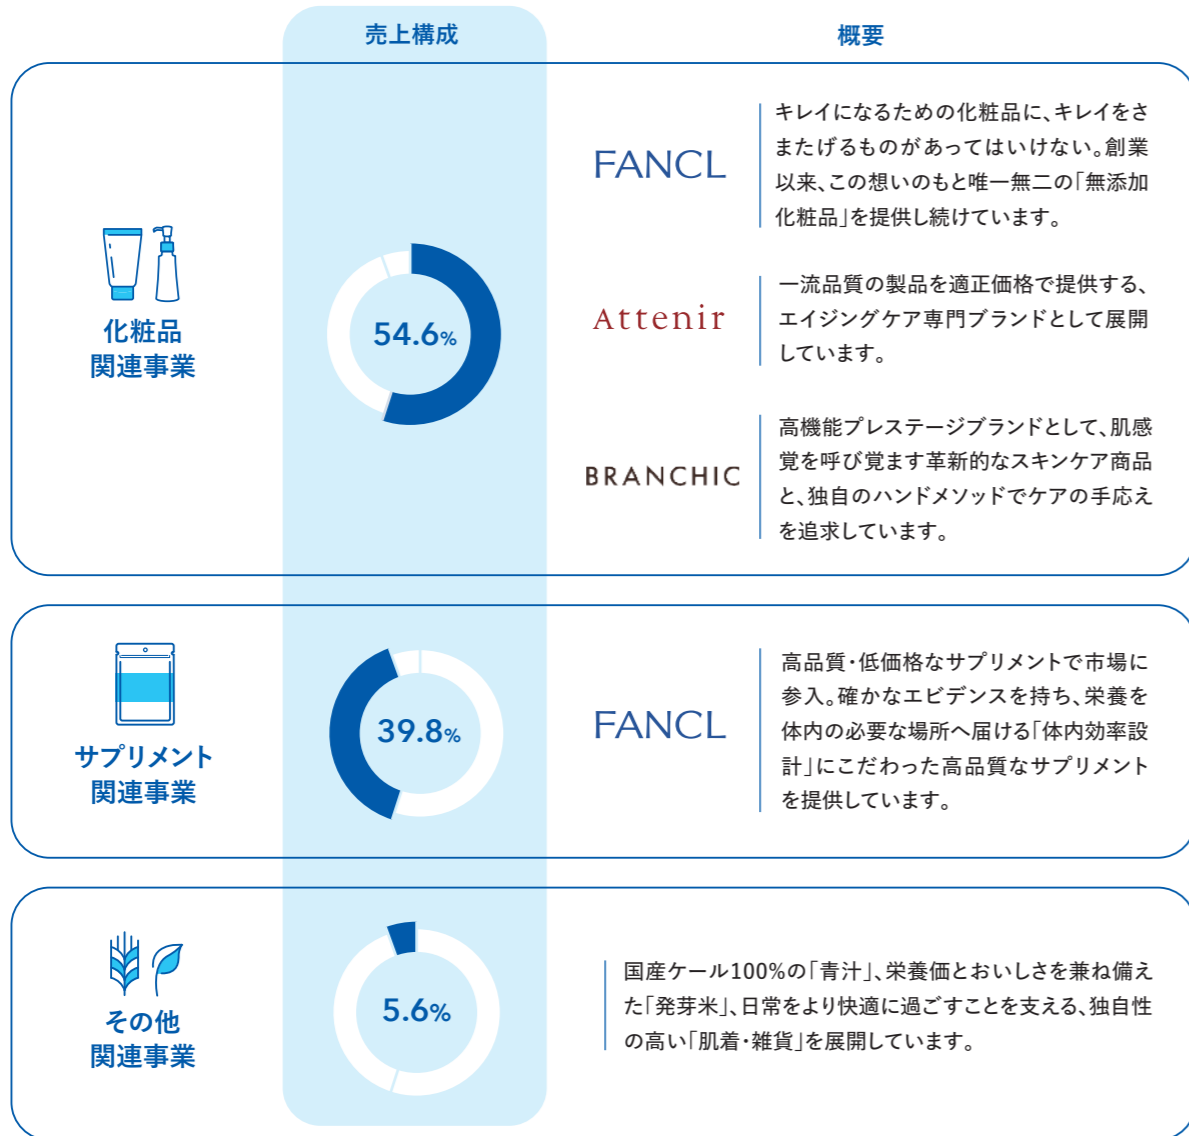 売上構成
概要
化粧品
関連事業
54.6%
FANCL
キレイになるための化粧品に、キレイをさ
またげるものがあってはいけない。創業
以来、この想いのもと唯一無二の「無添加
化粧品」を提供し続けています。
Attenir
一流品質の製品を適正価格で提供する、
エイジングケア専門ブランドとして展開
しています。
BRANCHIC
高機能プレステージブランドとして、肌感
覚を呼び覚ます革新的なスキンケア商品
と、独自のハンドメソッドでケアの手応え
を追求しています。
サプリメント
関連事業
39.8%
FANCL
高品質・低価格なサプリメントで市場に
参入。確かなエビデンスを持ち、栄養を
体内の必要な場所へ届ける「体内効率設
計」にこだわった高品質なサプリメント
を提供しています。
その他
関連事業
5.6%
国産ケール100%の「青汁」、栄養価とおいしさを兼ね備え
た「発芽米」、日常をより快適に過ごすことを支える、独自性
の高い「肌着・雑貨」を展開しています。